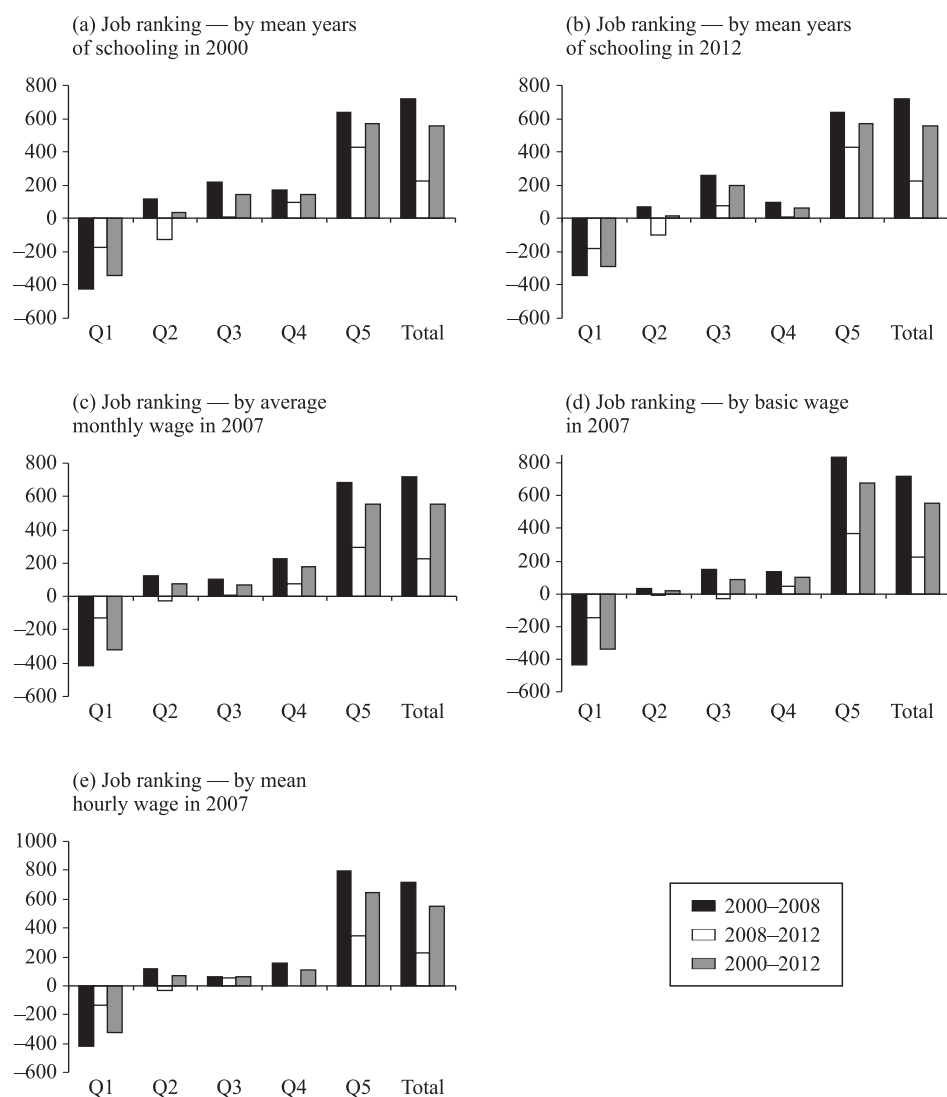 (a) Job ranking — by mean years
of schooling in 2000
800
600
400
200
0
–200
–400
–600
Q1 Q2 Q3 Q4 Q5 Total
(b) Job ranking — by mean years
of schooling in 2012
800
600
400
200
0
–200
–400
–600
Q1 Q2 Q3 Q4 Q5 Total
(c) Job ranking — by average
monthly wage in 2007
800
600
400
200
0
–200
–400
–600
Q1 Q2 Q3 Q4 Q5 Total
(d) Job ranking — by basic wage
in 2007
800
600
400
200
0
–200
–400
–600
Q1 Q2 Q3 Q4 Q5 Total
(e) Job ranking — by mean
hourly wage in 2007
1000
800
600
400
200
0
–200
–400
–600
Q1 Q2 Q3 Q4 Q5 Total
2000–2008
2008–2012
2000–2012